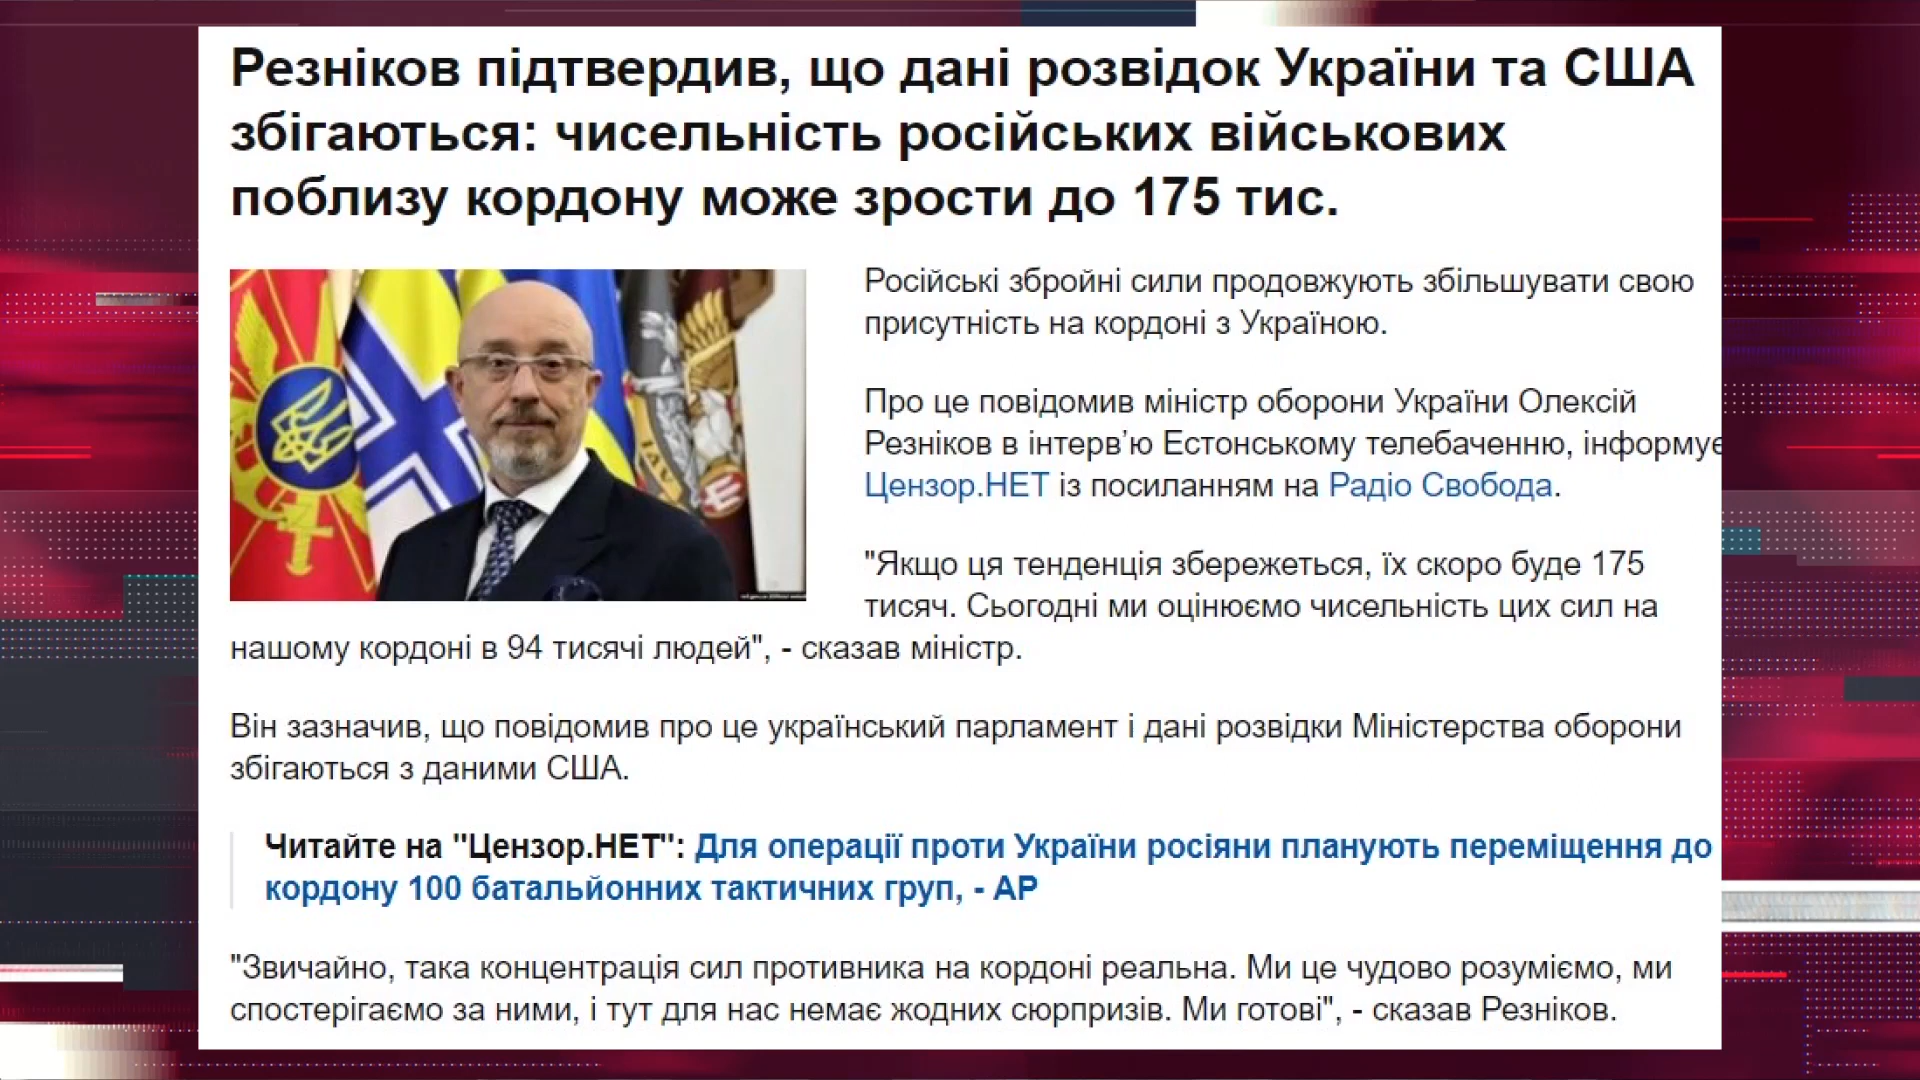 Резніков підтвердив, що дані розвідок України та США
збігаються: чисельність російських військових
поблизу кордону може зрости до 175 тис.
Російські збройні сили продовжують збільшувати свою
присутність на кордоні з Україною.
Про це повідомив міністр оборони України Олексій
Резніков в інтерв’ю Естонському телебаченню, інформує
Цензор.НЕТ із посиланням на Радіо Свобода.
"Якщо ця тенденція збережеться, їх скоро буде 175
тисяч. Сьогодні ми оцінюємо чисельність цих сил на
нашому кордоні в 94 тисячі людей", - сказав міністр.
Він зазначив, що повідомив про це український парламент і дані розвідки Міністерства оборони
збігаються з даними США.
Читайте на "Цензор.НЕТ": Для операції проти України росіяни планують переміщення до
кордону 100 батальйонних тактичних груп, - AP
"Звичайно, така концентрація сил противника на кордоні реальна. Ми це чудово розуміємо, ми
спостерігаємо за ними, і тут для нас немає жодних сюрпризів. Ми готові", - сказав Резніков.